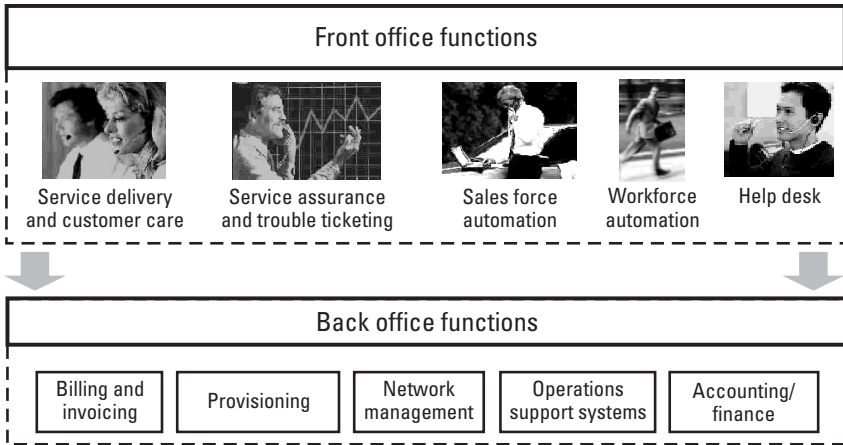 Front office functions
Service delivery
and customer care
Service assurance
and trouble ticketing
Sales force
automation
Workforce
automation
Help desk
Back office functions
Billing and
invoicing
Provisioning
Network
management
Operations
support systems
Accounting/
finance